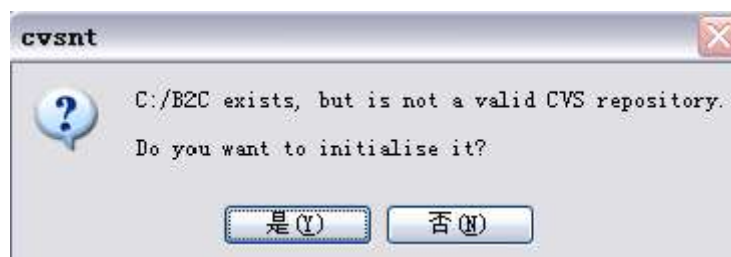 cvsnt
C:/B2C exists, but is not a valid CVS repository.
Do you want to initialise it?
是(Y) 否(N)